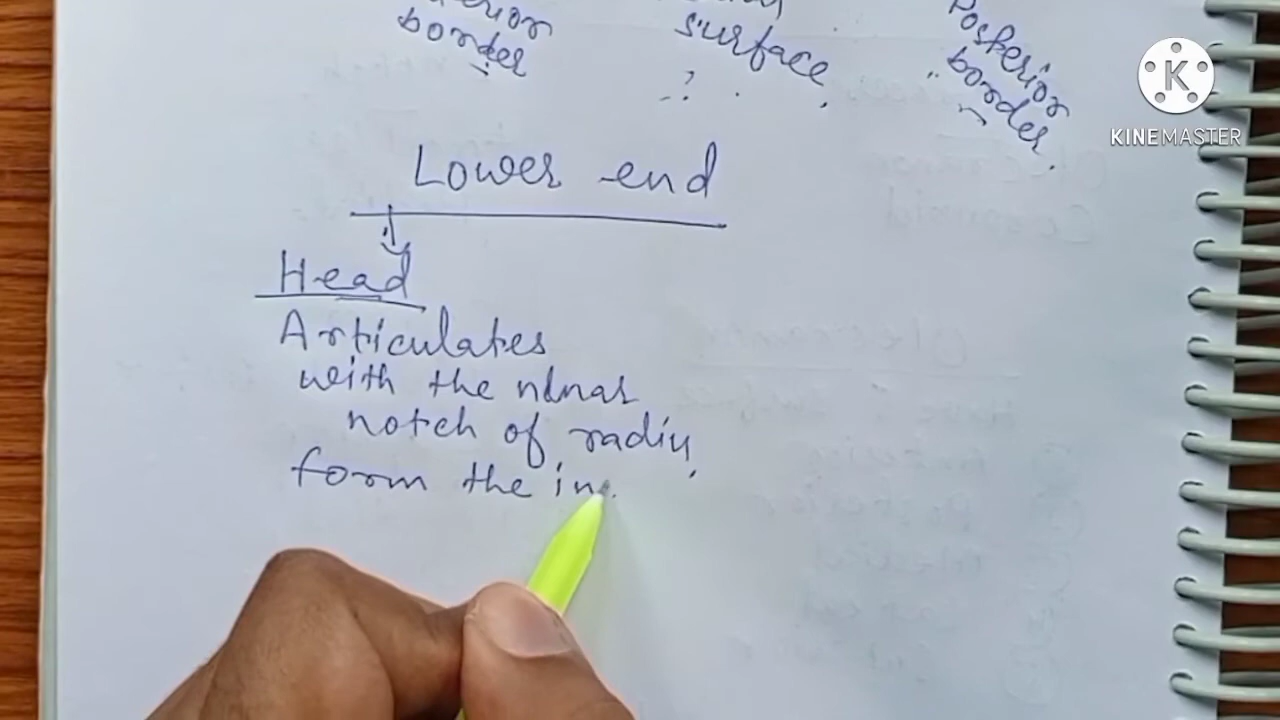 border
surface
?
Posterior
border.
KINEMASTER
Lower end
Head
Articulates
with the ulnar
notch of radius,
form the in